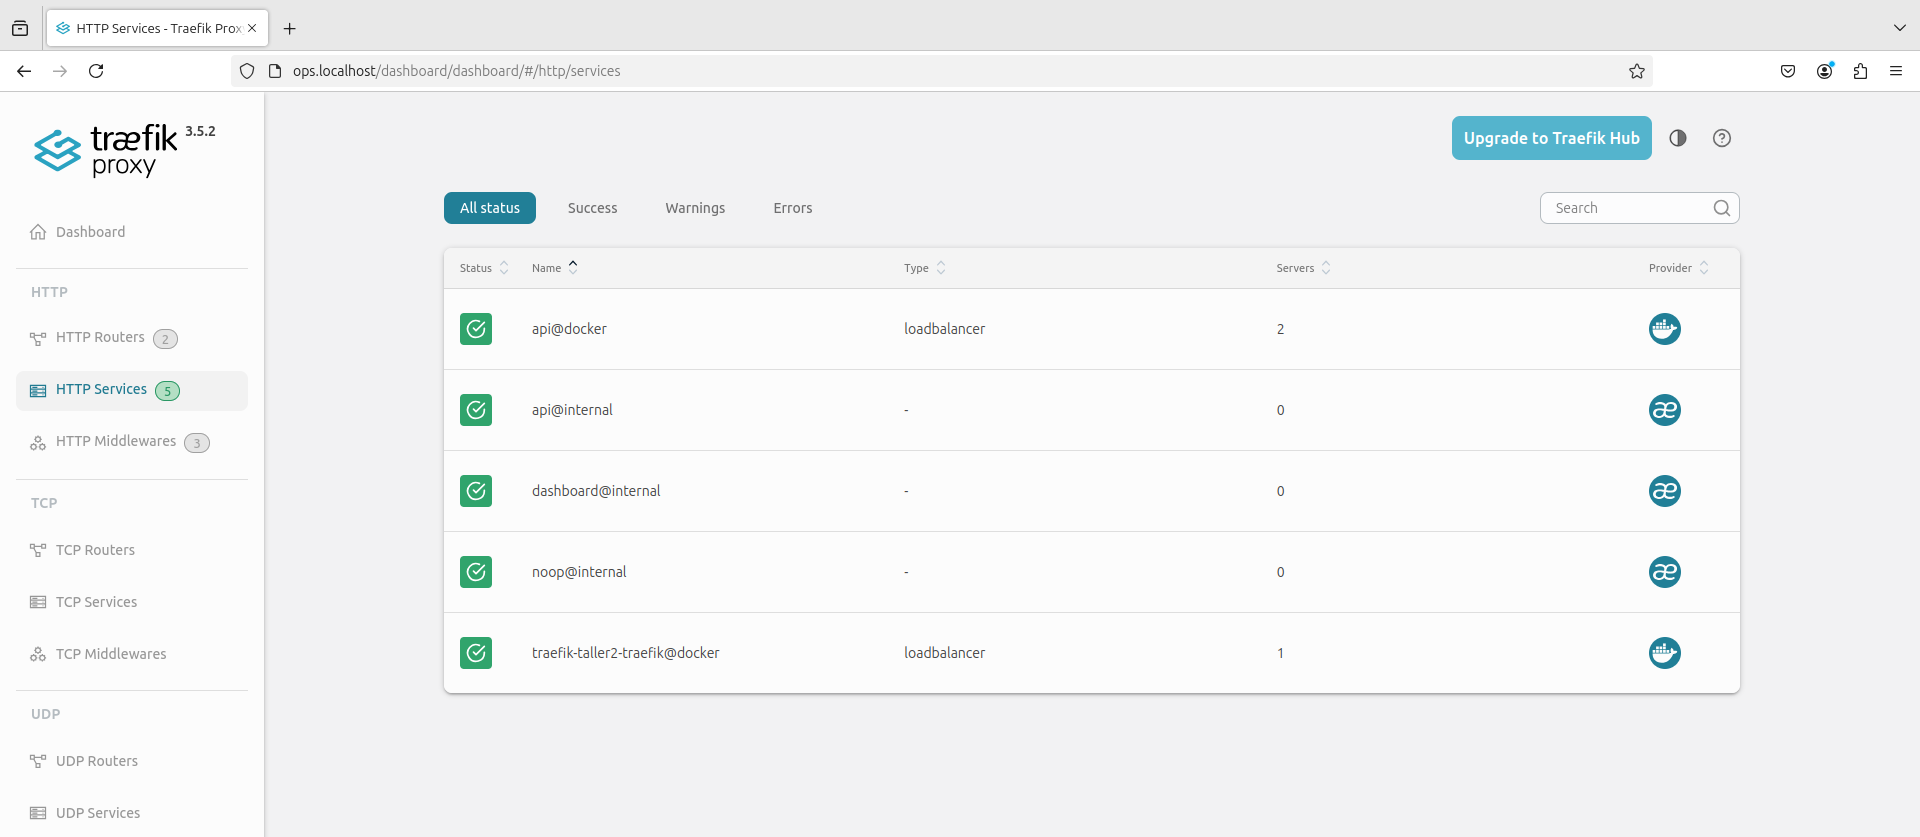 HTTP Services - Traefik Prox
ops.localhost/dashboard/dashboard/#/http/services
træfik 3.5.2
proxy
Upgrade to Traefik Hub
Dashboard
HTTP
HTTP Routers 2
HTTP Services 5
HTTP Middlewares 3
TCP
TCP Routers
TCP Services
TCP Middlewares
UDP
UDP Routers
UDP Services
All status Success Warnings Errors Search
Status Name Type Servers Provider
api@docker loadbalancer 2
api@internal - 0 æ
dashboard@internal - 0 æ
noop@internal - 0 æ
traefik-taller2-traefik@docker loadbalancer 1